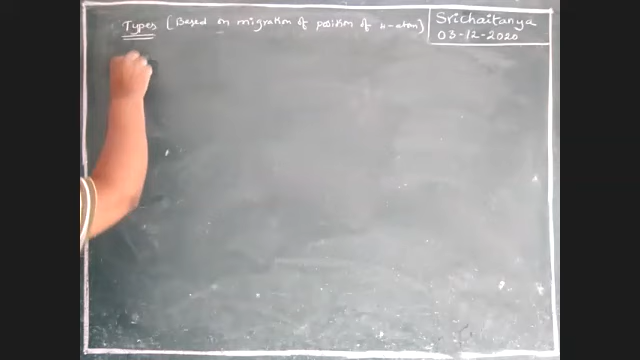 Types (Based on migration of position of H-atom)
Srichaitanya
03-12-2020